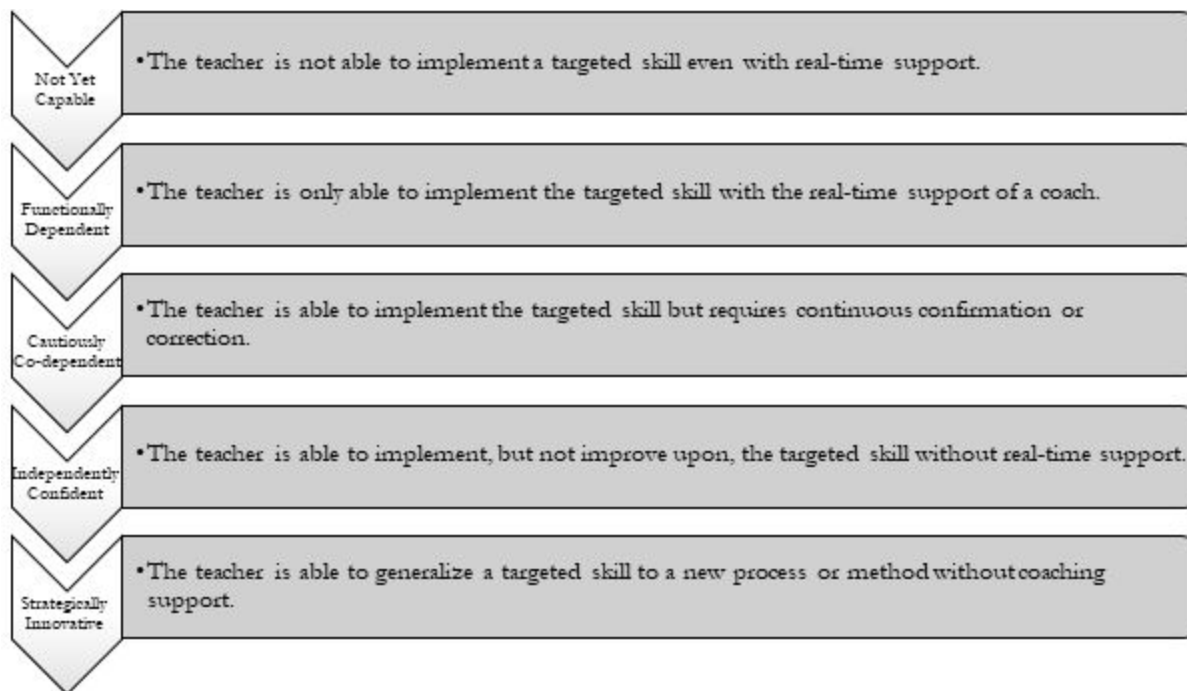 Not Yet
Capable
•The teacher is not able to implement a targeted skill even with real-time support.
Functionally
Dependent
•The teacher is only able to implement the targeted skill with the real-time support of a coach.
Cautiously
Co-dependent
•The teacher is able to implement the targeted skill but requires continuous confirmation or
correction.
Independently
Confident
•The teacher is able to implement, but not improve upon, the targeted skill without real-time support.
Strategically
Innovative
•The teacher is able to generalize a targeted skill to a new process or method without coaching
support.